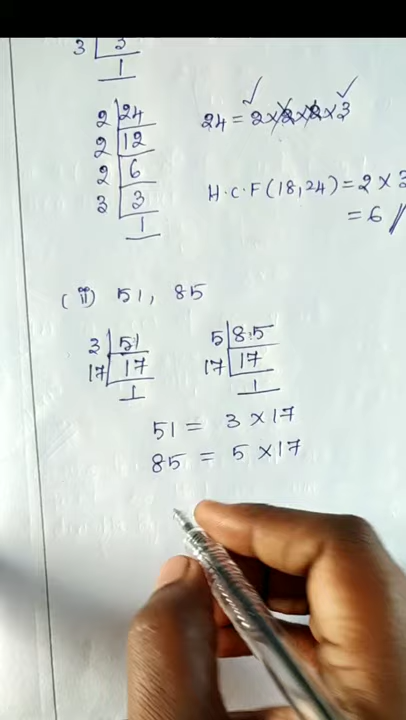 3 | 3
1
2 | 24
2 | 12
2 | 6
3 | 3
1
24 = 2×2×2×3
H.C.F(18,24) = 2 × 3
= 6 //
(ii) 51, 85
3 | 51
17 | 17
1
5 | 85
17 | 17
1
51 = 3 × 17
85 = 5 × 17